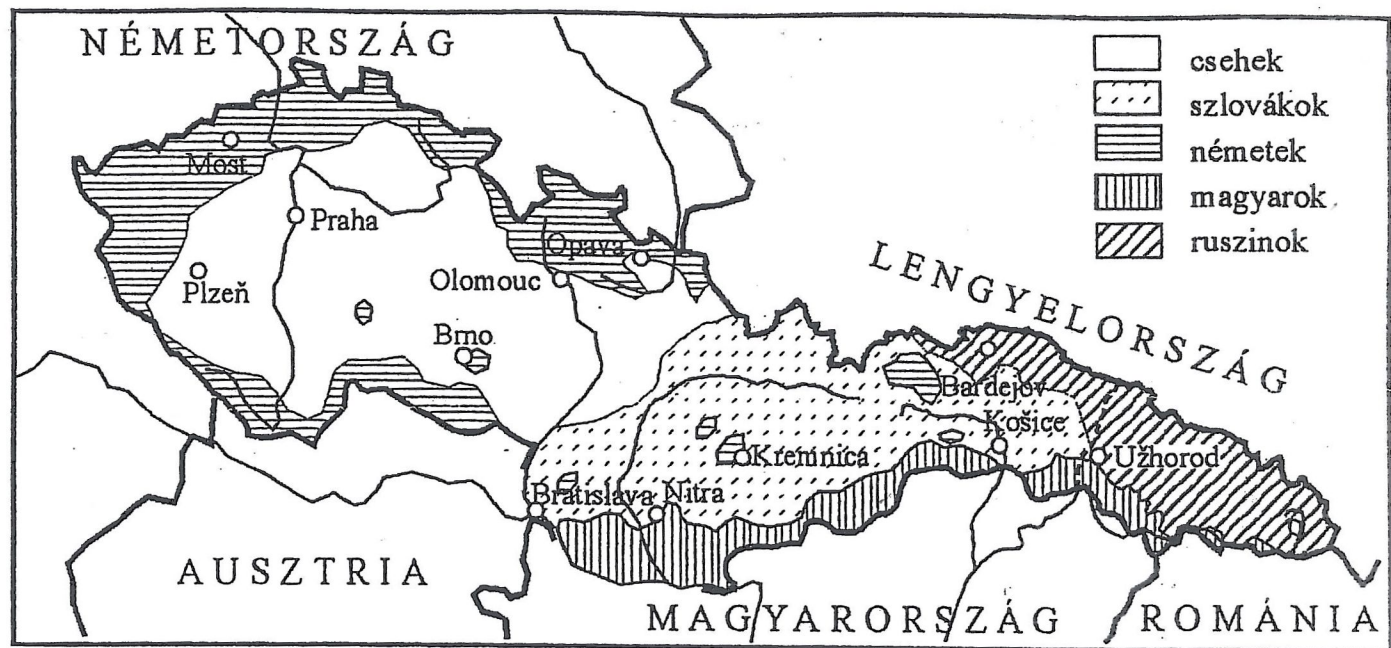 NÉMETORSZÁG
csehek
szlovákok
németek
magyarok
ruszinok
Most
Praha
Plzeň
Opava
Olomouc
Brno
LENGYELORSZÁG
Bardejov
Košice
Užhorod
Kremnica
Bratislava
Nitra
AUSZTRIA
MAGYARORSZÁG
ROMÁNIA